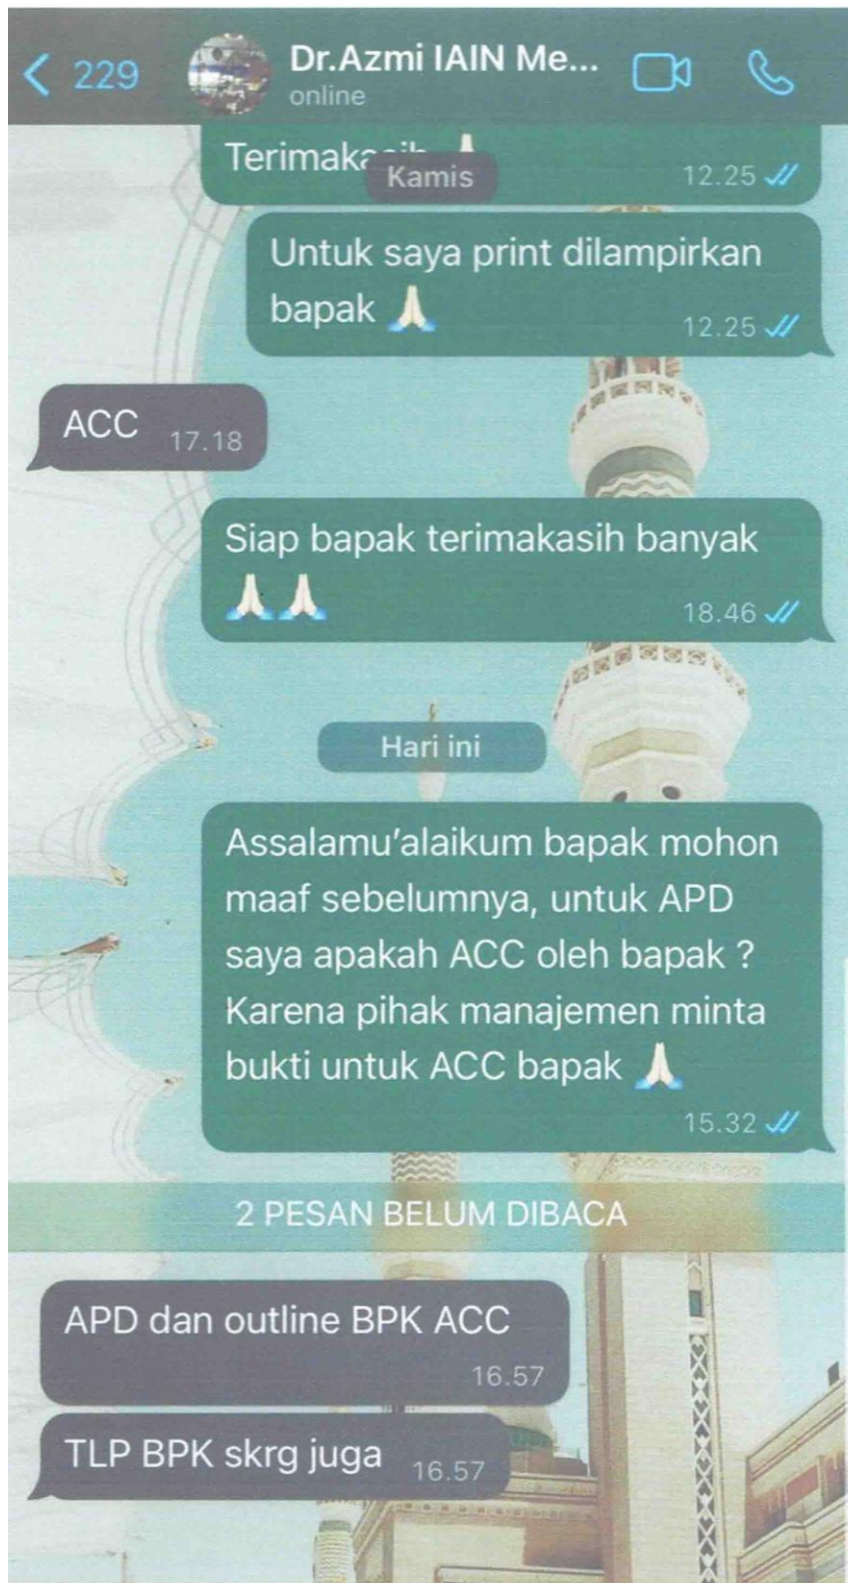 229
Dr.Azmi IAIN Me...
online
12.25
Kamis
Untuk saya print dilampirkan
bapak 🙏🏻
12.25
ACC 17.18
Siap bapak terimakasih banyak
🙏🏻🙏🏻
18.46
Hari ini
Assalamu'alaikum bapak mohon
maaf sebelumnya, untuk APD
saya apakah ACC oleh bapak ?
Karena pihak manajemen minta
bukti untuk ACC bapak 🙏🏻
15.32
2 PESAN BELUM DIBACA
APD dan outline BPK ACC
16.57
TLP BPK skrg juga 16.57